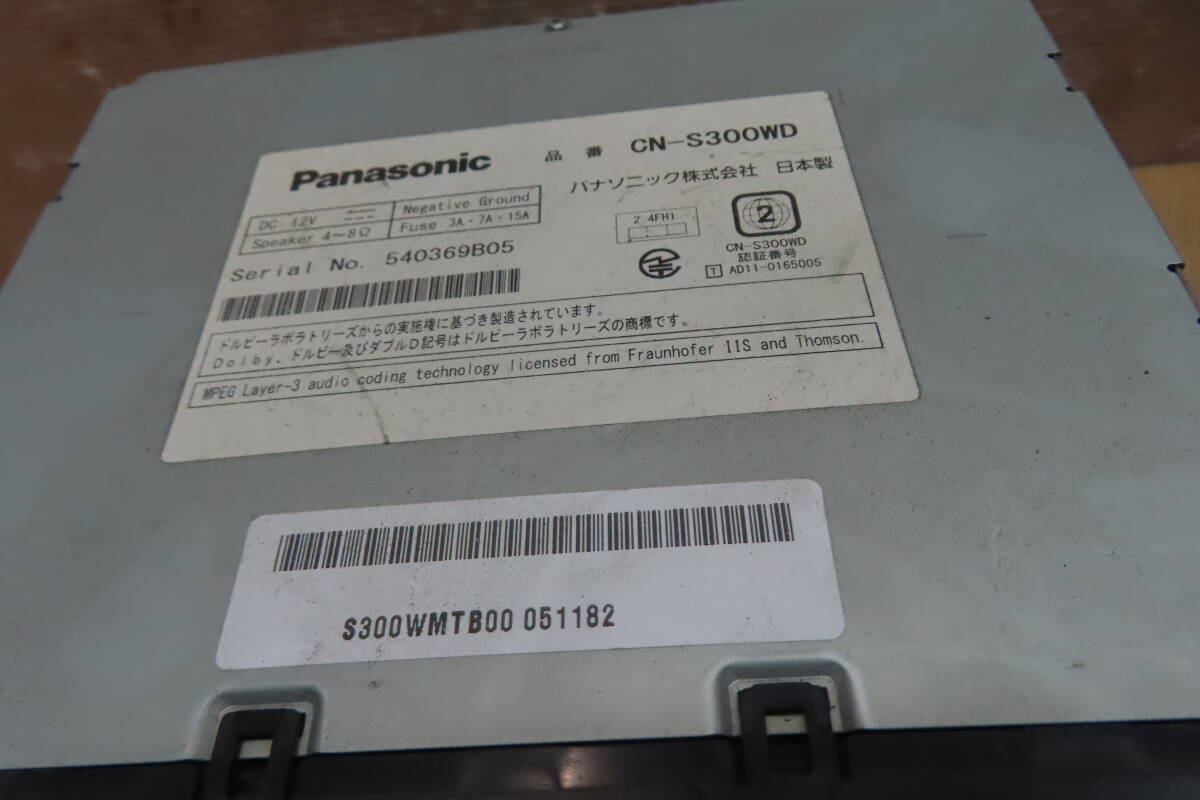 Panasonic
品 番 CN-S300WD
パナソニック株式会社 日本製
DC 12V
Negative Ground
Speaker 4～8Ω
Fuse 3A・7A・15A
2.4FH1
2
CN-S300WD
認証番号
T AD11-0165005
Serial No. 540369B05
ドルビーラボラトリーズからの実施権に基づき製造されています。
Dolby、ドルビー及びダブルD記号はドルビーラボラトリーズの商標です。
MPEG Layer-3 audio coding technology licensed from Fraunhofer IIS and Thomson.
S300WMTB00 051182